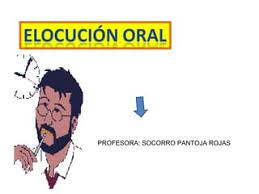 ELOCUCIÓN ORAL
PROFESORA: SOCORRO PANTOJA ROJAS